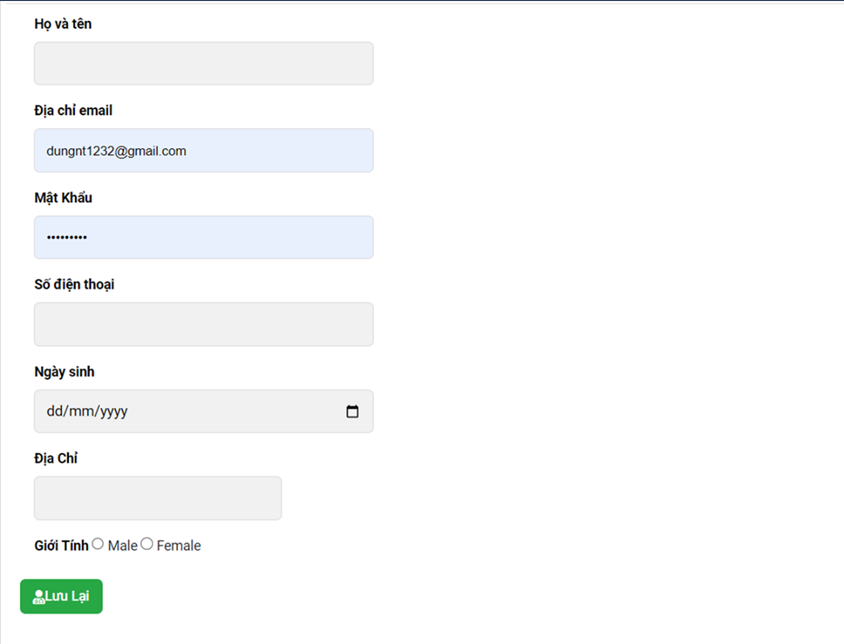 Họ và tên
Địa chỉ email
dungnt1232@gmail.com
Mật Khẩu
•••••••••
Số điện thoại
Ngày sinh
dd/mm/yyyy
Địa Chỉ
Giới Tính Male Female
Lưu Lại